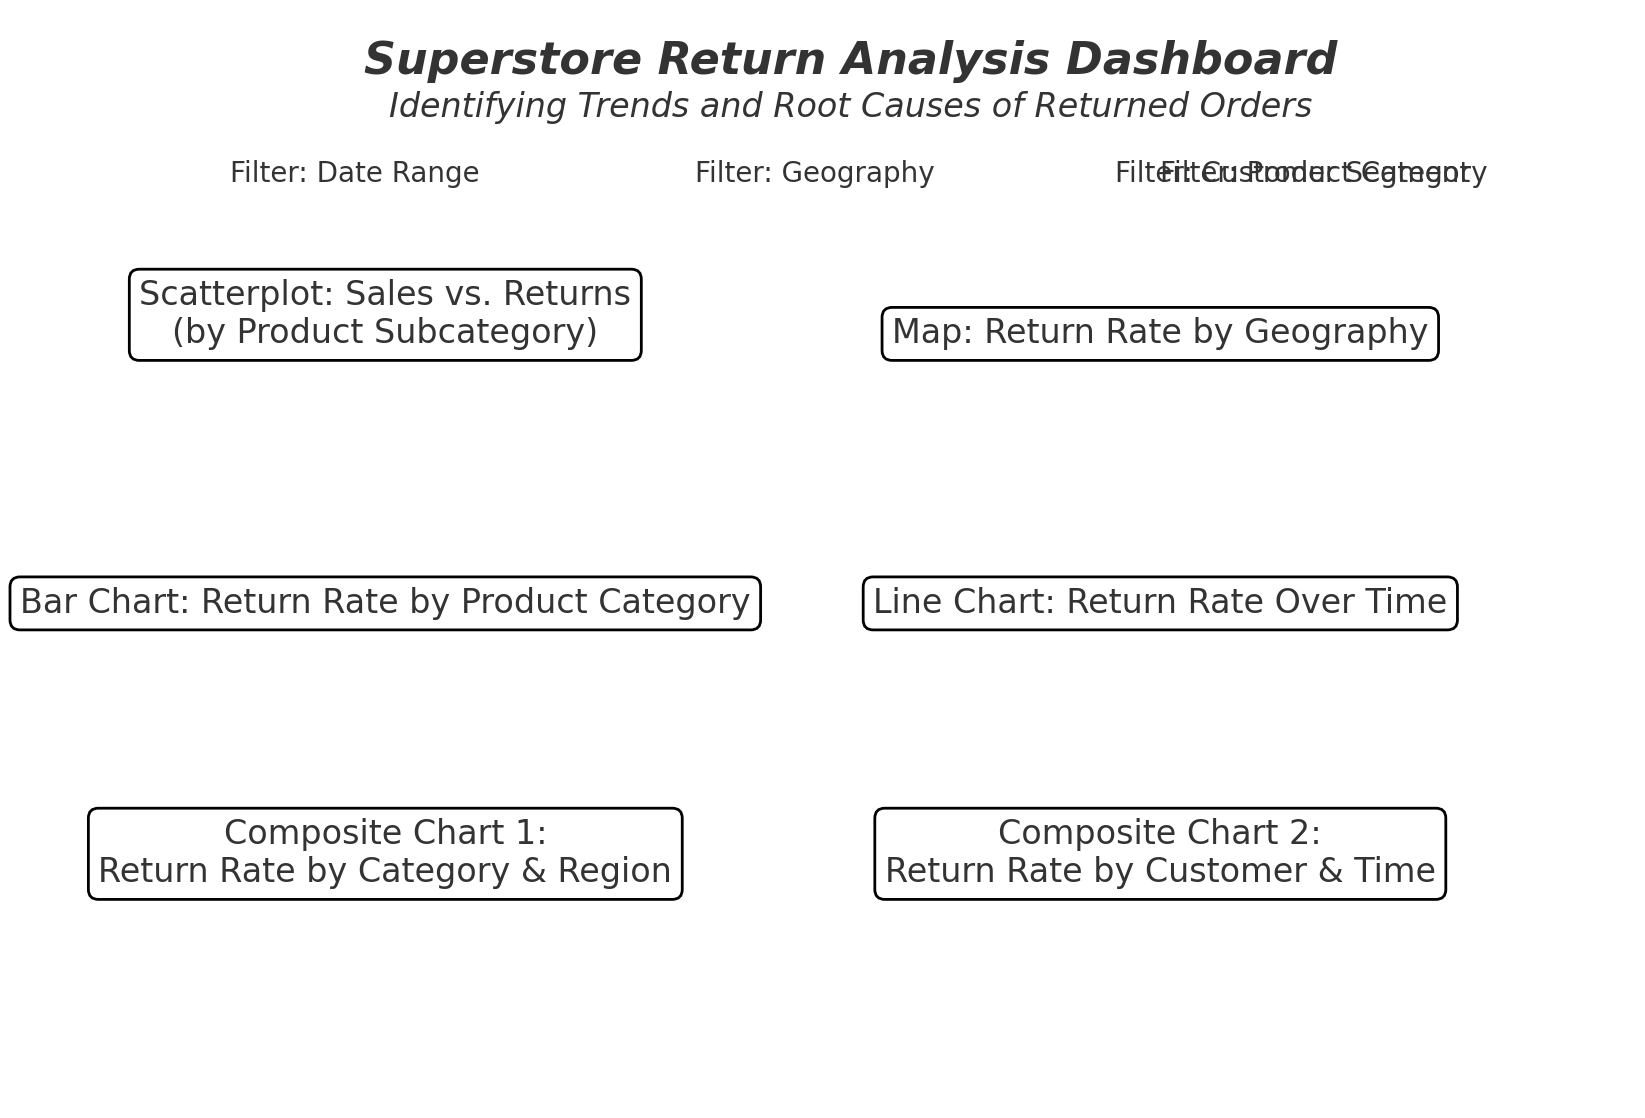 Superstore Return Analysis Dashboard
Identifying Trends and Root Causes of Returned Orders
Filter: Date Range
Filter: Geography
Filter: Customer Segment
Filter: Product Category
Scatterplot: Sales vs. Returns
(by Product Subcategory)
Map: Return Rate by Geography
Bar Chart: Return Rate by Product Category
Line Chart: Return Rate Over Time
Composite Chart 1:
Return Rate by Category & Region
Composite Chart 2:
Return Rate by Customer & Time